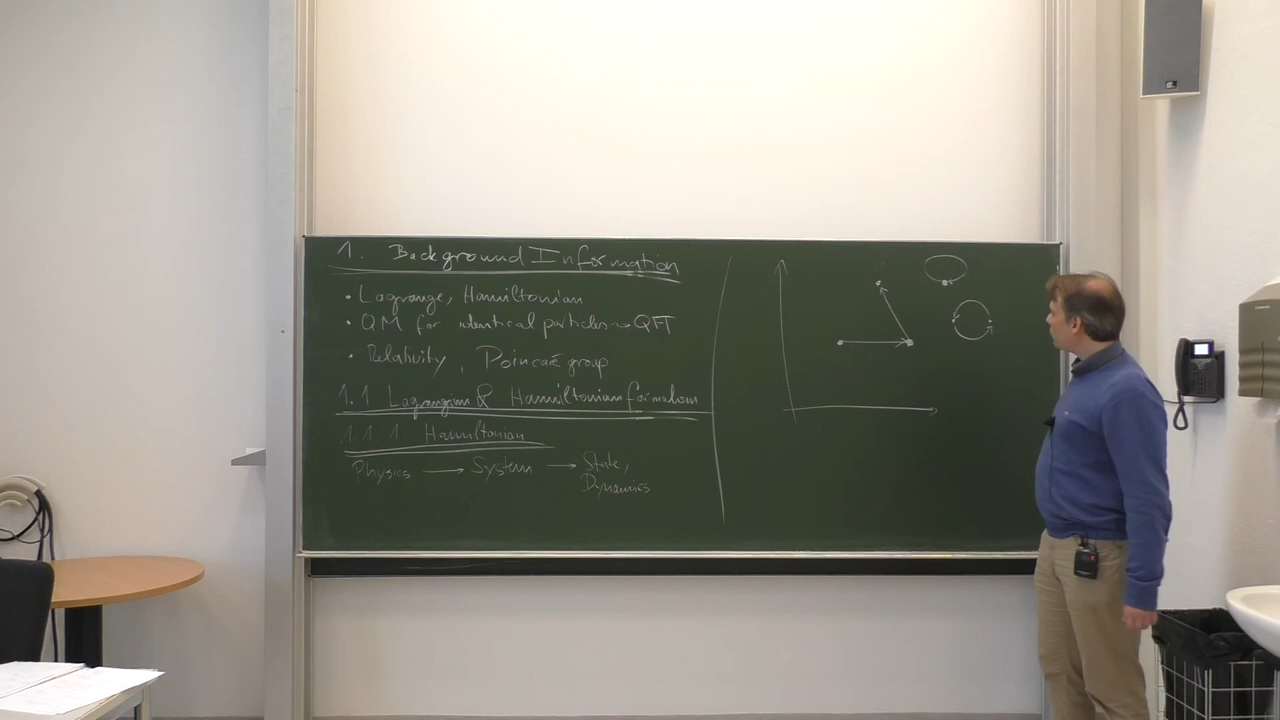 1. Background Information
• Lagrange, Hamiltonian
• QM for identical particles → QFT
• Relativity, Poincaré group
1.1 Lagrangian & Hamiltonian formalism
1.1.1 Hamiltonian
Physics → System → State,
Dynamics